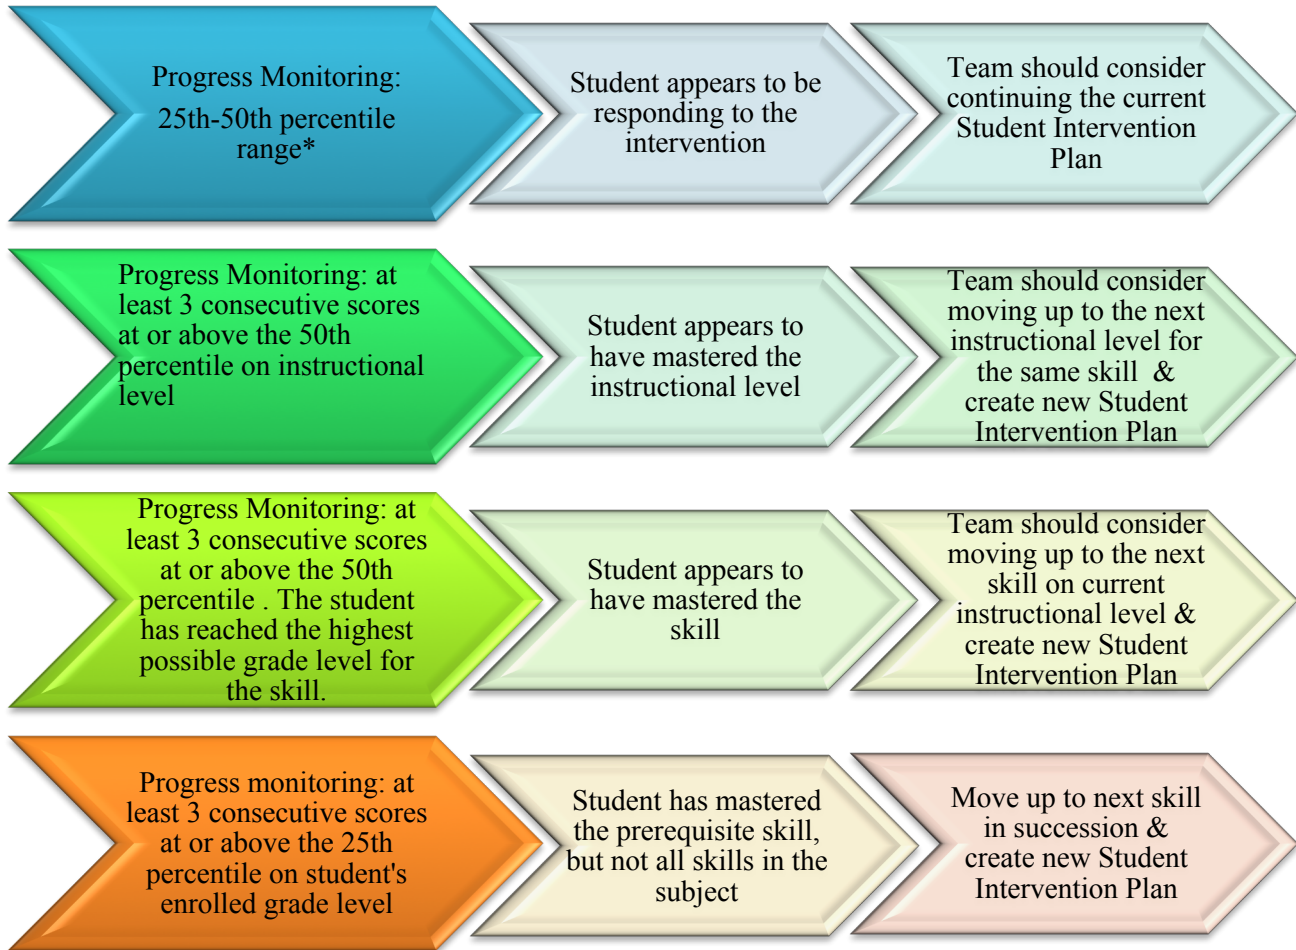 Progress Monitoring:
25th-50th percentile
range*
Student appears to be
responding to the
intervention
Team should consider
continuing the current
Student Intervention
Plan
Progress Monitoring: at
least 3 consecutive scores
at or above the 50th
percentile on instructional
level
Student appears to
have mastered the
instructional level
Team should consider
moving up to the next
instructional level for
the same skill &
create new Student
Intervention Plan
Progress Monitoring: at
least 3 consecutive scores
at or above the 50th
percentile . The student
has reached the highest
possible grade level for
the skill.
Student appears to
have mastered the
skill
Team should consider
moving up to the next
skill on current
instructional level &
create new Student
Intervention Plan
Progress monitoring: at
least 3 consecutive scores
at or above the 25th
percentile on student's
enrolled grade level
Student has mastered
the prerequisite skill,
but not all skills in the
subject
Move up to next skill
in succession &
create new Student
Intervention Plan